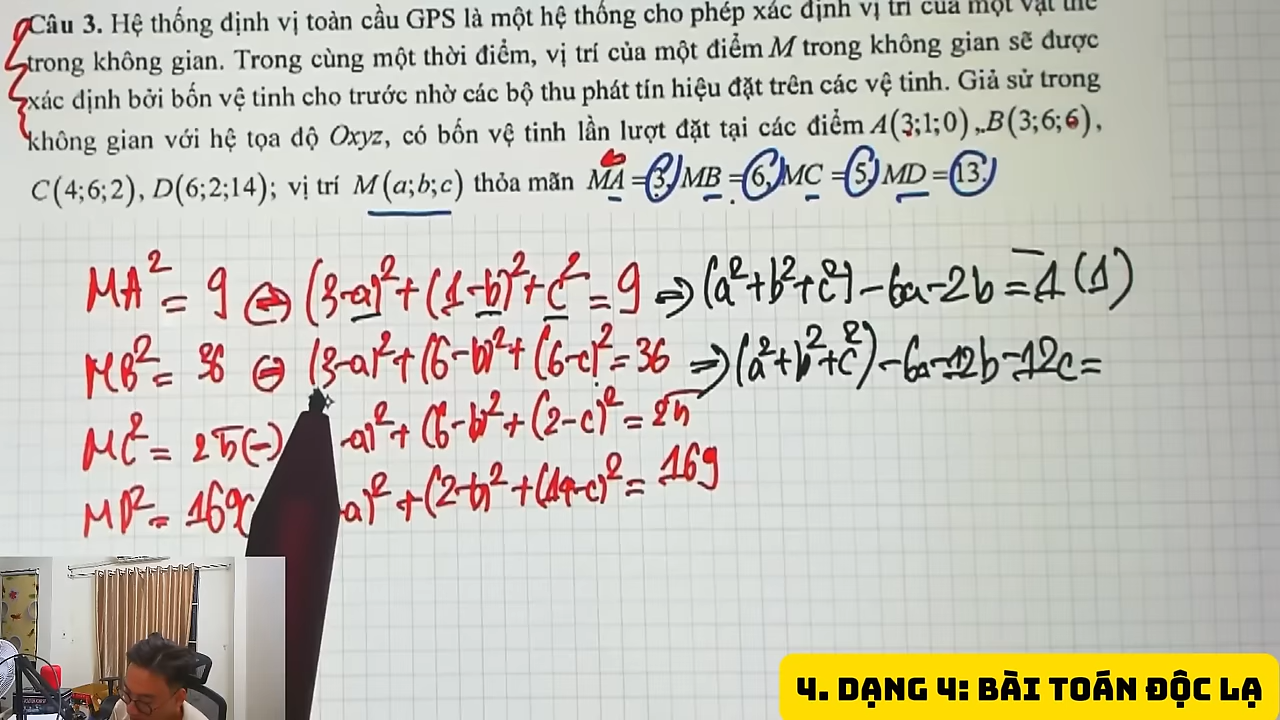 Câu 3. Hệ thống định vị toàn cầu GPS là một hệ thống cho phép xác định vị trí của một vật thể
trong không gian. Trong cùng một thời điểm, vị trí của một điểm M trong không gian sẽ được
xác định bởi bốn vệ tinh cho trước nhờ các bộ thu phát tín hiệu đặt trên các vệ tinh. Giả sử trong
không gian với hệ tọa độ Oxyz, có bốn vệ tinh lần lượt đặt tại các điểm A(3;1;0), B(3;6;6),
C(4;6;2), D(6;2;14); vị trí M(a;b;c) thỏa mãn MA=3, MB=6, MC=5, MD=13.
MA² = 9 ⇔ (3-a)² + (1-b)² + c² = 9 ⇒ (a²+b²+c²) - 6a - 2b = -1 (1)
MB² = 36 ⇔ (3-a)² + (6-b)² + (6-c)² = 36 ⇒ (a²+b²+c²) - 6a - 12b - 12c =
MC² = 25 -a)² + (6-b)² + (2-c)² = 25
MD² = 169 a)² + (2-b)² + (14-c)² = 169
4. DẠNG 4: BÀI TOÁN ĐỘC LẠ